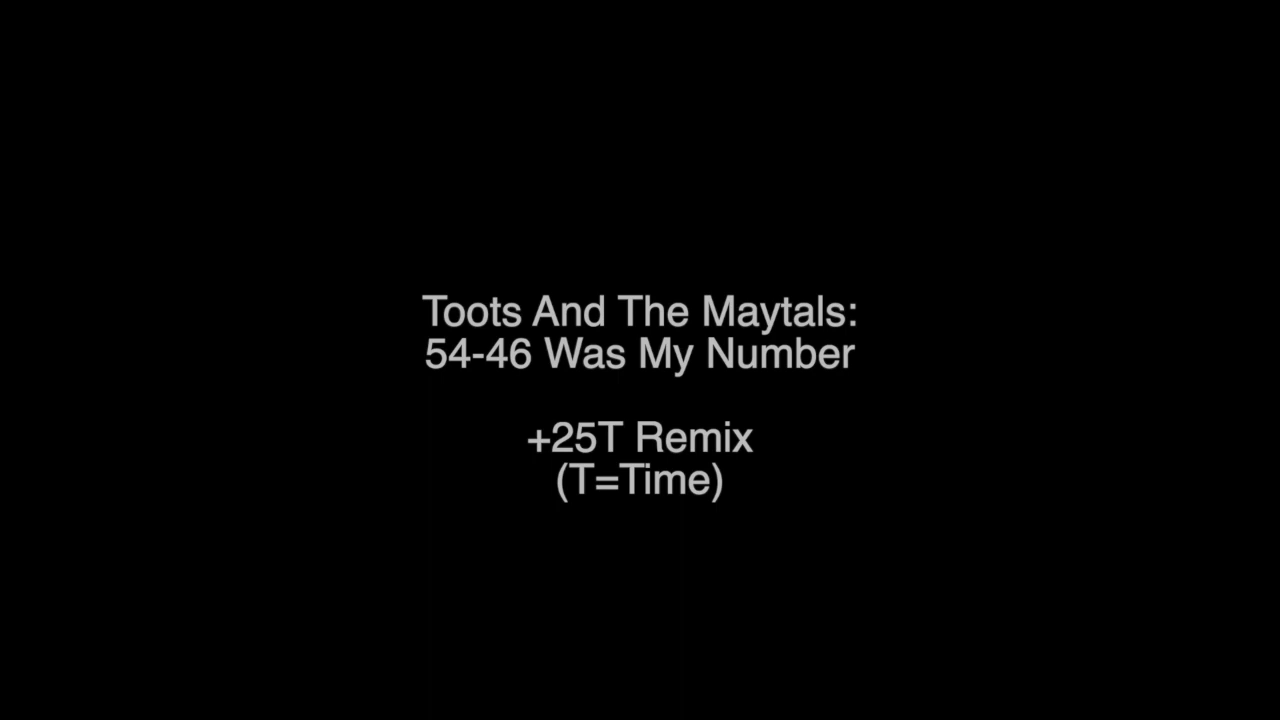 Toots And The Maytals:
54-46 Was My Number
+25T Remix
(T=Time)